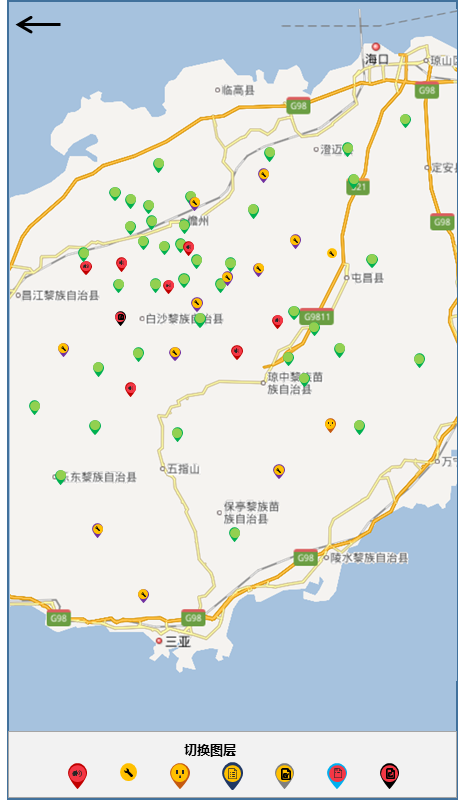 海口
琼山区
G98
临高县
G98
澄迈
定安县
G21
儋州
G98
屯昌县
昌江黎族自治县
白沙黎族自治县
G9811
琼中黎族苗
族自治县
五指山
万宁
乐东黎族自治县
保亭黎族苗
族自治县
G98
陵水黎族自治县
G98
G98
三亚
切换图层